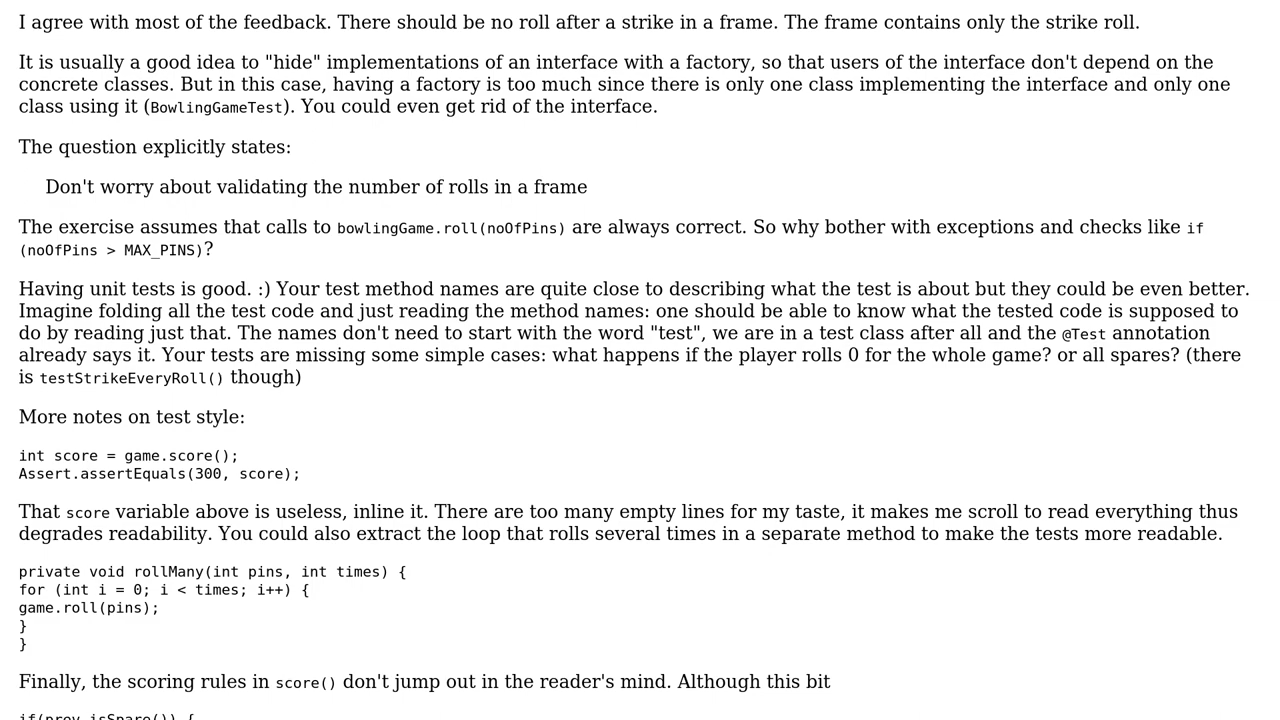 I agree with most of the feedback. There should be no roll after a strike in a frame. The frame contains only the strike roll.
It is usually a good idea to "hide" implementations of an interface with a factory, so that users of the interface don't depend on the
concrete classes. But in this case, having a factory is too much since there is only one class implementing the interface and only one
class using it (BowlingGameTest). You could even get rid of the interface.
The question explicitly states:
Don't worry about validating the number of rolls in a frame
The exercise assumes that calls to bowlingGame.roll(noOfPins) are always correct. So why bother with exceptions and checks like if
(noOfPins > MAX_PINS)?
Having unit tests is good. :) Your test method names are quite close to describing what the test is about but they could be even better.
Imagine folding all the test code and just reading the method names: one should be able to know what the tested code is supposed to
do by reading just that. The names don't need to start with the word "test", we are in a test class after all and the @Test annotation
already says it. Your tests are missing some simple cases: what happens if the player rolls 0 for the whole game? or all spares? (there
is testStrikeEveryRoll() though)
More notes on test style:
int score = game.score();
Assert.assertEquals(300, score);
That score variable above is useless, inline it. There are too many empty lines for my taste, it makes me scroll to read everything thus
degrades readability. You could also extract the loop that rolls several times in a separate method to make the tests more readable.
private void rollMany(int pins, int times) {
for (int i = 0; i < times; i++) {
game.roll(pins);
}
}
Finally, the scoring rules in score() don't jump out in the reader's mind. Although this bit
if(prev.isSpare()) {